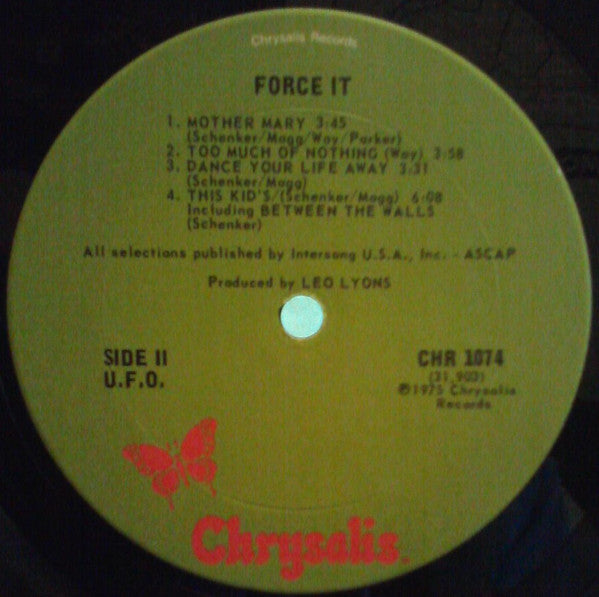 Chrysalis Records
FORCE IT
1. MOTHER MARY 3:45
(Schenker/Mogg/Way/Parker)
2. TOO MUCH OF NOTHING (Way) 3:58
3. DANCE YOUR LIFE AWAY 3:31
(Schenker/Mogg)
4. THIS KID'S/(Schenker/Mogg) 6:08
Including BETWEEN THE WALLS
(Schenker)
All selections published by Intersong U.S.A., Inc. - ASCAP
Produced by LEO LYONS
SIDE II
U.F.O.
CHR 1074
(31,903)
©1975 Chrysalis
Records
Chrysalis